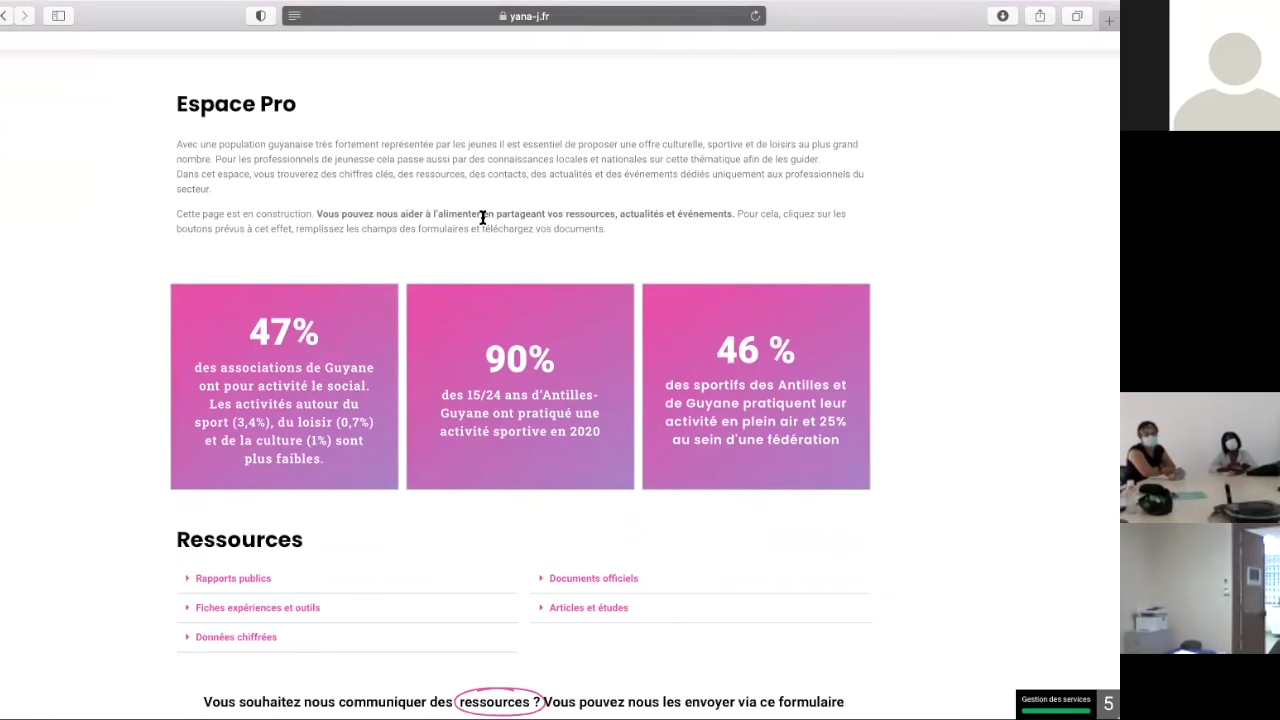 yana-j.fr
Espace Pro
Avec une population guyanaise très fortement représentée par les jeunes il est essentiel de proposer une offre culturelle, sportive et de loisirs au plus grand
nombre. Pour les professionnels de jeunesse cela passe aussi par des connaissances locales et nationales sur cette thématique afin de les guider.
Dans cet espace, vous trouverez des chiffres clés, des ressources, des contacts, des actualités et des événements dédiés uniquement aux professionnels du
secteur.
Cette page est en construction. Vous pouvez nous aider à l'alimenter en partageant vos ressources, actualités et événements. Pour cela, cliquez sur les
boutons prévus à cet effet, remplissez les champs des formulaires et téléchargez vos documents.
47%
des associations de Guyane
ont pour activité le social.
Les activités autour du
sport (3,4%), du loisir (0,7%)
et de la culture (1%) sont
plus faibles.
90%
des 15/24 ans d'Antilles-
Guyane ont pratiqué une
activité sportive en 2020
46 %
des sportifs des Antilles et
de Guyane pratiquent leur
activité en plein air et 25%
au sein d'une fédération
Ressources
Rapports publics
Documents officiels
Fiches expériences et outils
Articles et études
Données chiffrées
Vous souhaitez nous communiquer des ressources ? Vous pouvez nous les envoyer via ce formulaire
Gestion des services
5